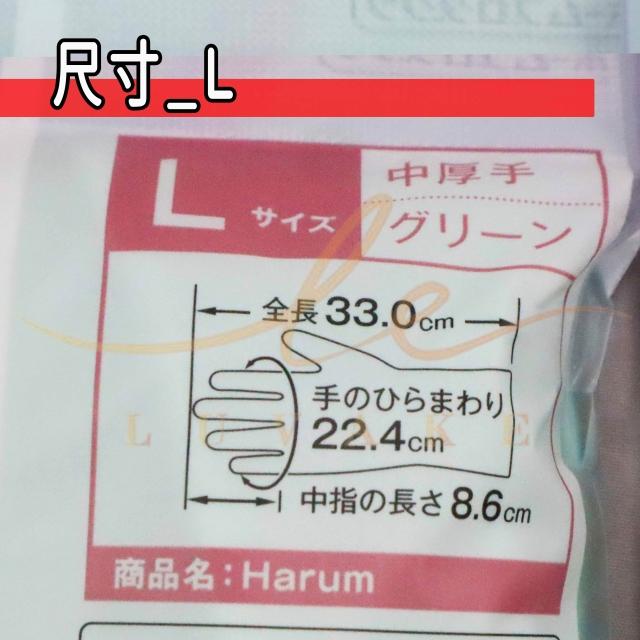 尺寸_L
L サイズ
中厚手
グリーン
全長 33.0cm
手のひらまわり
22.4cm
中指の長さ 8.6cm
商品名：Harum
le
LUVAKE